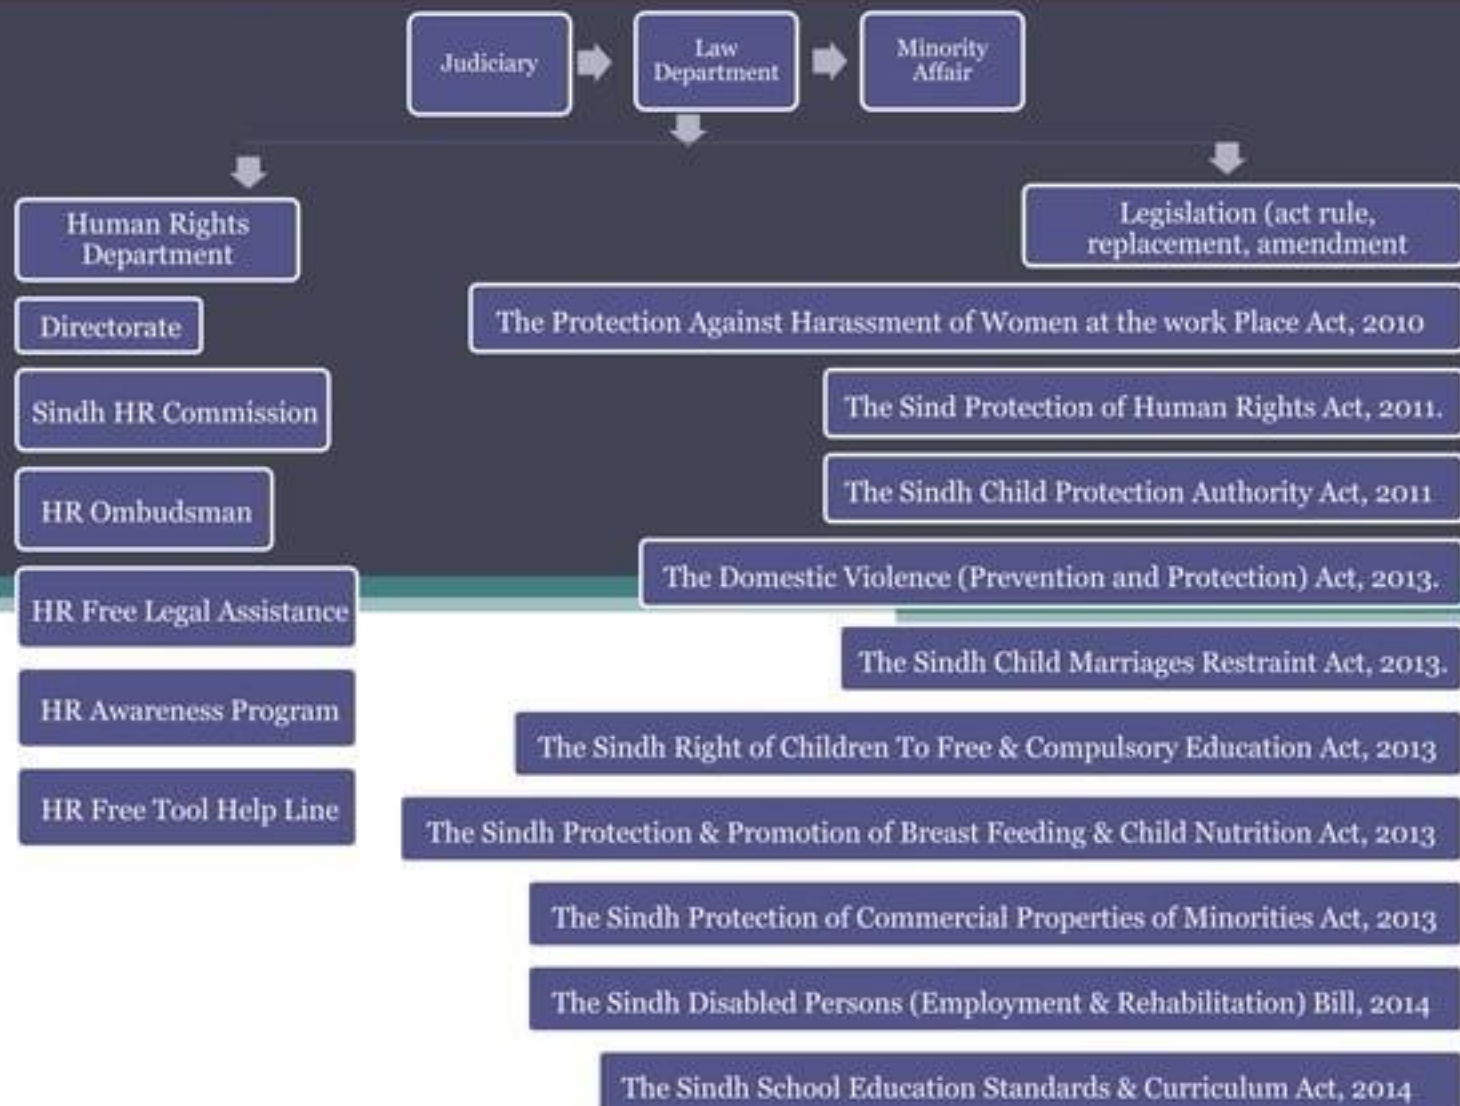 Judiciary
Law
Department
Minority
Affair
Human Rights
Department
Directorate
Sindh HR Commission
HR Ombudsman
HR Free Legal Assistance
HR Awareness Program
HR Free Tool Help Line
Legislation (act rule,
replacement, amendment
The Protection Against Harassment of Women at the work Place Act, 2010
The Sind Protection of Human Rights Act, 2011.
The Sindh Child Protection Authority Act, 2011
The Domestic Violence (Prevention and Protection) Act, 2013.
The Sindh Child Marriages Restraint Act, 2013.
The Sindh Right of Children To Free & Compulsory Education Act, 2013
The Sindh Protection & Promotion of Breast Feeding & Child Nutrition Act, 2013
The Sindh Protection of Commercial Properties of Minorities Act, 2013
The Sindh Disabled Persons (Employment & Rehabilitation) Bill, 2014
The Sindh School Education Standards & Curriculum Act, 2014